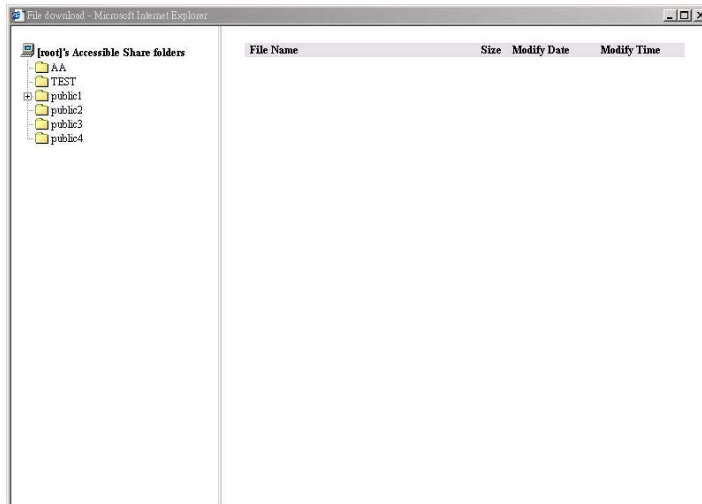 File download - Microsoft Internet Explorer
[root]'s Accessible Share folders
AA
TEST
public1
public2
public3
public4
File Name Size Modify Date Modify Time